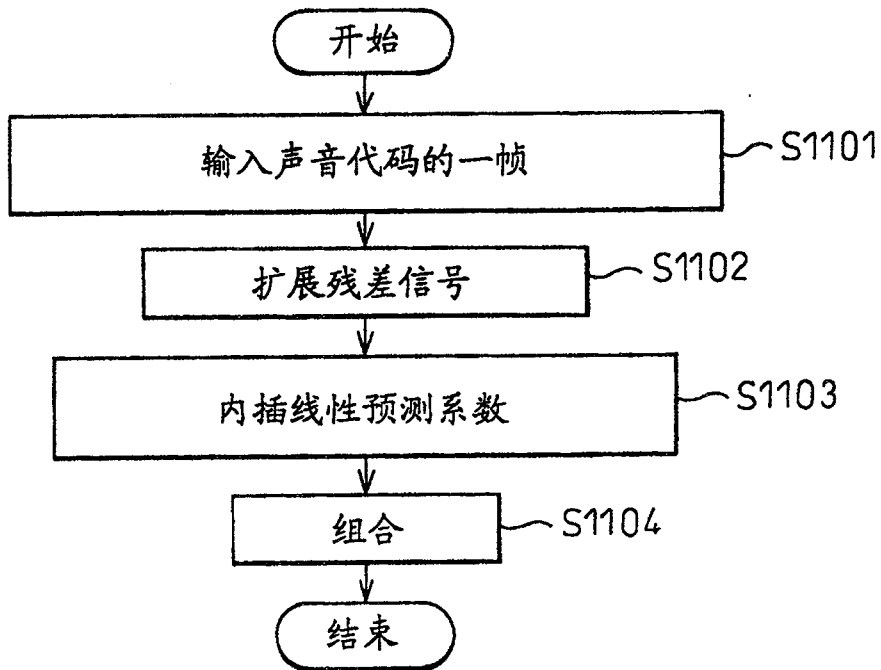 开始
输入声音代码的一帧
S1101
扩展残差信号
S1102
内插线性预测系数
S1103
组合
S1104
结束